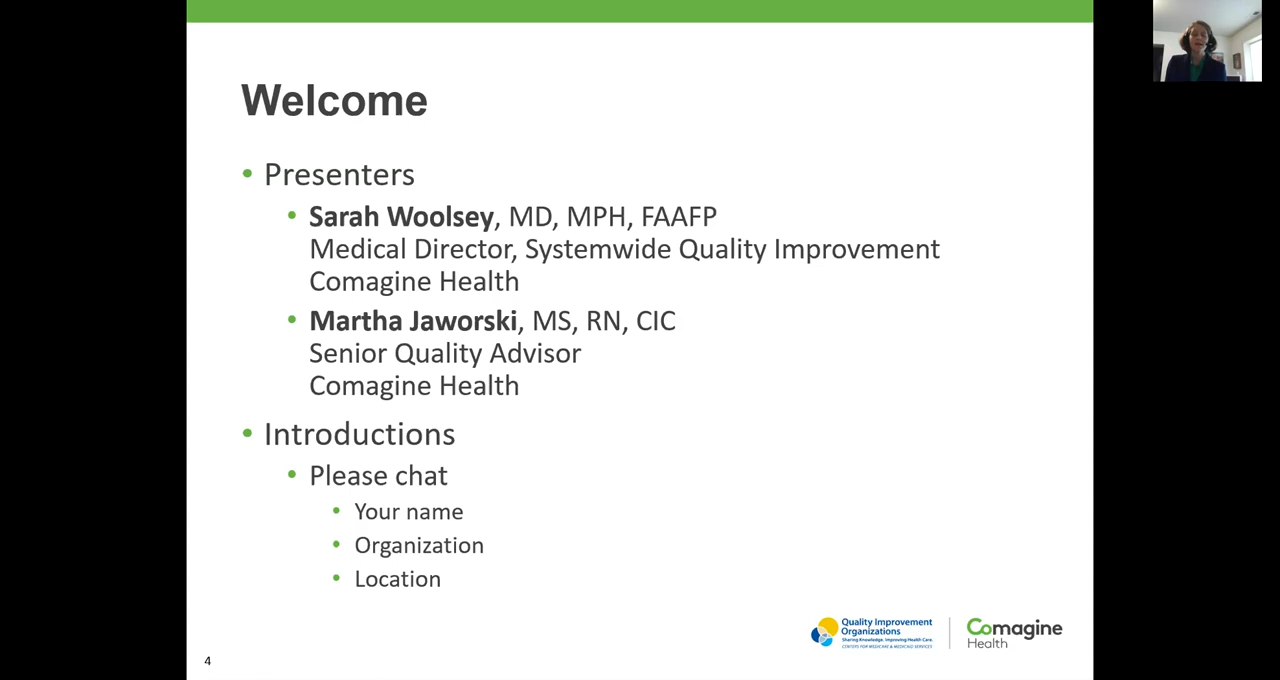 Welcome
• Presenters
• Sarah Woolsey, MD, MPH, FAAFP
Medical Director, Systemwide Quality Improvement
Comagine Health
• Martha Jaworski, MS, RN, CIC
Senior Quality Advisor
Comagine Health
• Introductions
• Please chat
• Your name
• Organization
• Location
Quality Improvement
Organizations
Sharing Knowledge. Improving Health Care.
CENTERS FOR MEDICARE & MEDICAID SERVICES
Comagine
Health
4